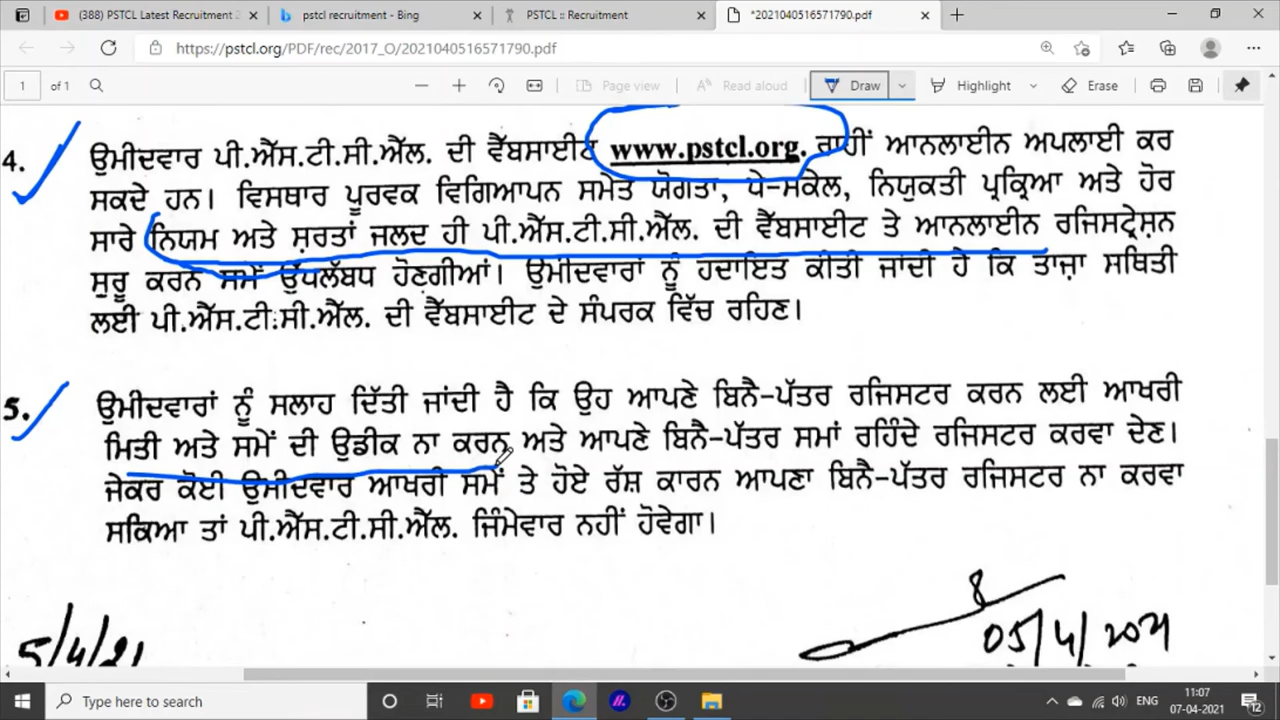 (388) PSTCL Latest Recruitment 2
pstcl recruitment - Bing
PSTCL :: Recruitment
*2021040516571790.pdf
https://pstcl.org/PDF/rec/2017_O/2021040516571790.pdf
1 of 1
Page view
Read aloud
Draw
Highlight
Erase
4. ਉਮੀਦਵਾਰ ਪੀ.ਐੱਸ.ਟੀ.ਸੀ.ਐੱਲ. ਦੀ ਵੈੱਬਸਾਈਟ www.pstcl.org. ਰਾਹੀਂ ਆਨਲਾਈਨ ਅਪਲਾਈ ਕਰ
ਸਕਦੇ ਹਨ। ਵਿਸਥਾਰ ਪੂਰਵਕ ਵਿਗਿਆਪਨ ਸਮੇਤ ਯੋਗਤਾ, ਪੇ-ਸਕੇਲ, ਨਿਯੁਕਤੀ ਪ੍ਰਕ੍ਰਿਆ ਅਤੇ ਹੋਰ
ਸਾਰੇ ਨਿਯਮ ਅਤੇ ਸ਼ਰਤਾਂ ਜਲਦ ਹੀ ਪੀ.ਐੱਸ.ਟੀ.ਸੀ.ਐੱਲ. ਦੀ ਵੈੱਬਸਾਈਟ ਤੇ ਆਨਲਾਈਨ ਰਜਿਸਟ੍ਰੇਸ਼ਨ
ਸ਼ੁਰੂ ਕਰਨ ਸਮੇਂ ਉਪਲੱਬਧ ਹੋਣਗੀਆਂ। ਉਮੀਦਵਾਰਾਂ ਨੂੰ ਹਦਾਇਤ ਕੀਤੀ ਜਾਂਦੀ ਹੈ ਕਿ ਤਾਜ਼ਾ ਸਥਿਤੀ
ਲਈ ਪੀ.ਐੱਸ.ਟੀ.ਸੀ.ਐੱਲ. ਦੀ ਵੈੱਬਸਾਈਟ ਦੇ ਸੰਪਰਕ ਵਿੱਚ ਰਹਿਣ।
5. ਉਮੀਦਵਾਰਾਂ ਨੂੰ ਸਲਾਹ ਦਿੱਤੀ ਜਾਂਦੀ ਹੈ ਕਿ ਉਹ ਆਪਣੇ ਬਿਨੈ-ਪੱਤਰ ਰਜਿਸਟਰ ਕਰਨ ਲਈ ਆਖਰੀ
ਮਿਤੀ ਅਤੇ ਸਮੇਂ ਦੀ ਉਡੀਕ ਨਾ ਕਰਨ ਅਤੇ ਆਪਣੇ ਬਿਨੈ-ਪੱਤਰ ਸਮਾਂ ਰਹਿੰਦੇ ਰਜਿਸਟਰ ਕਰਵਾ ਦੇਣ।
ਜੇਕਰ ਕੋਈ ਉਮੀਦਵਾਰ ਆਖਰੀ ਸਮੇਂ ਤੇ ਹੋਏ ਰੱਸ਼ ਕਾਰਨ ਆਪਣਾ ਬਿਨੈ-ਪੱਤਰ ਰਜਿਸਟਰ ਨਾ ਕਰਵਾ
ਸਕਿਆ ਤਾਂ ਪੀ.ਐੱਸ.ਟੀ.ਸੀ.ਐੱਲ. ਜਿੰਮੇਵਾਰ ਨਹੀਂ ਹੋਵੇਗਾ।
05/4/2021
5/4/21
Type here to search
ENG
11:07
07-04-2021
12